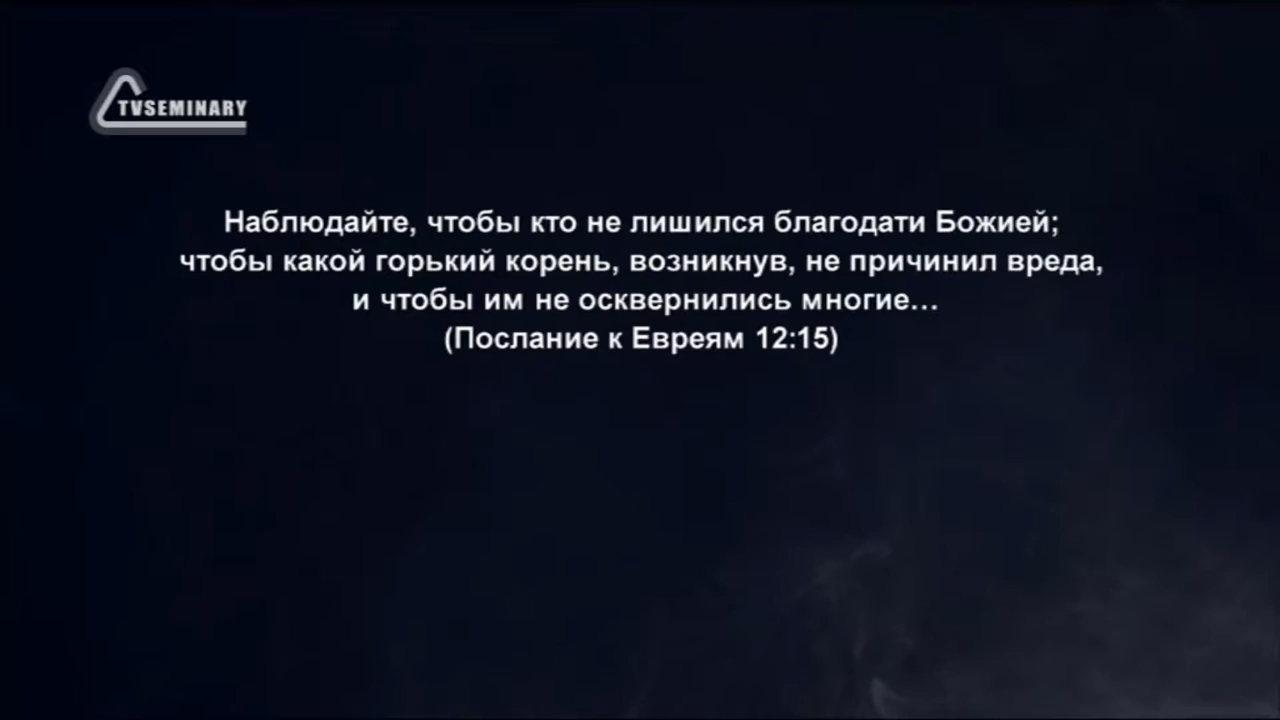 TVSEMINARY
Наблюдайте, чтобы кто не лишился благодати Божией;
чтобы какой горький корень, возникнув, не причинил вреда,
и чтобы им не осквернились многие...
(Послание к Евреям 12:15)